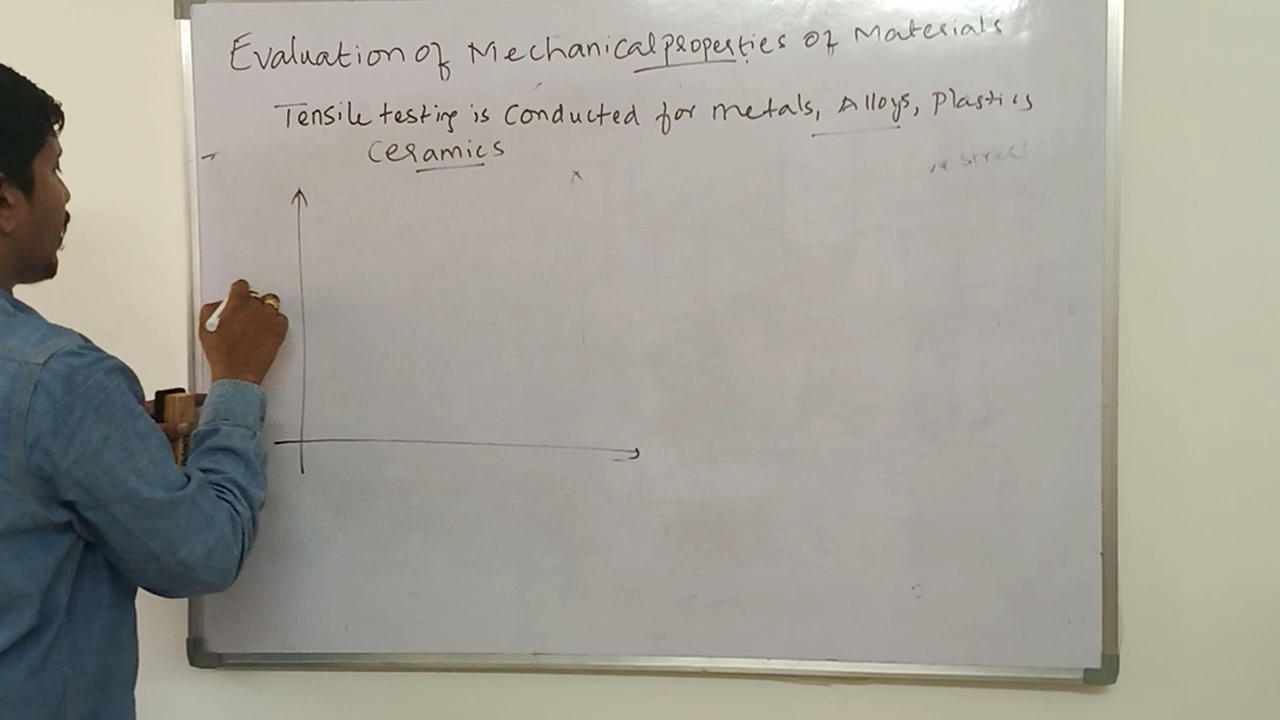 Evaluation of Mechanical properties of Materials
Tensile testing is conducted for metals, Alloys, Plastics
Ceramics